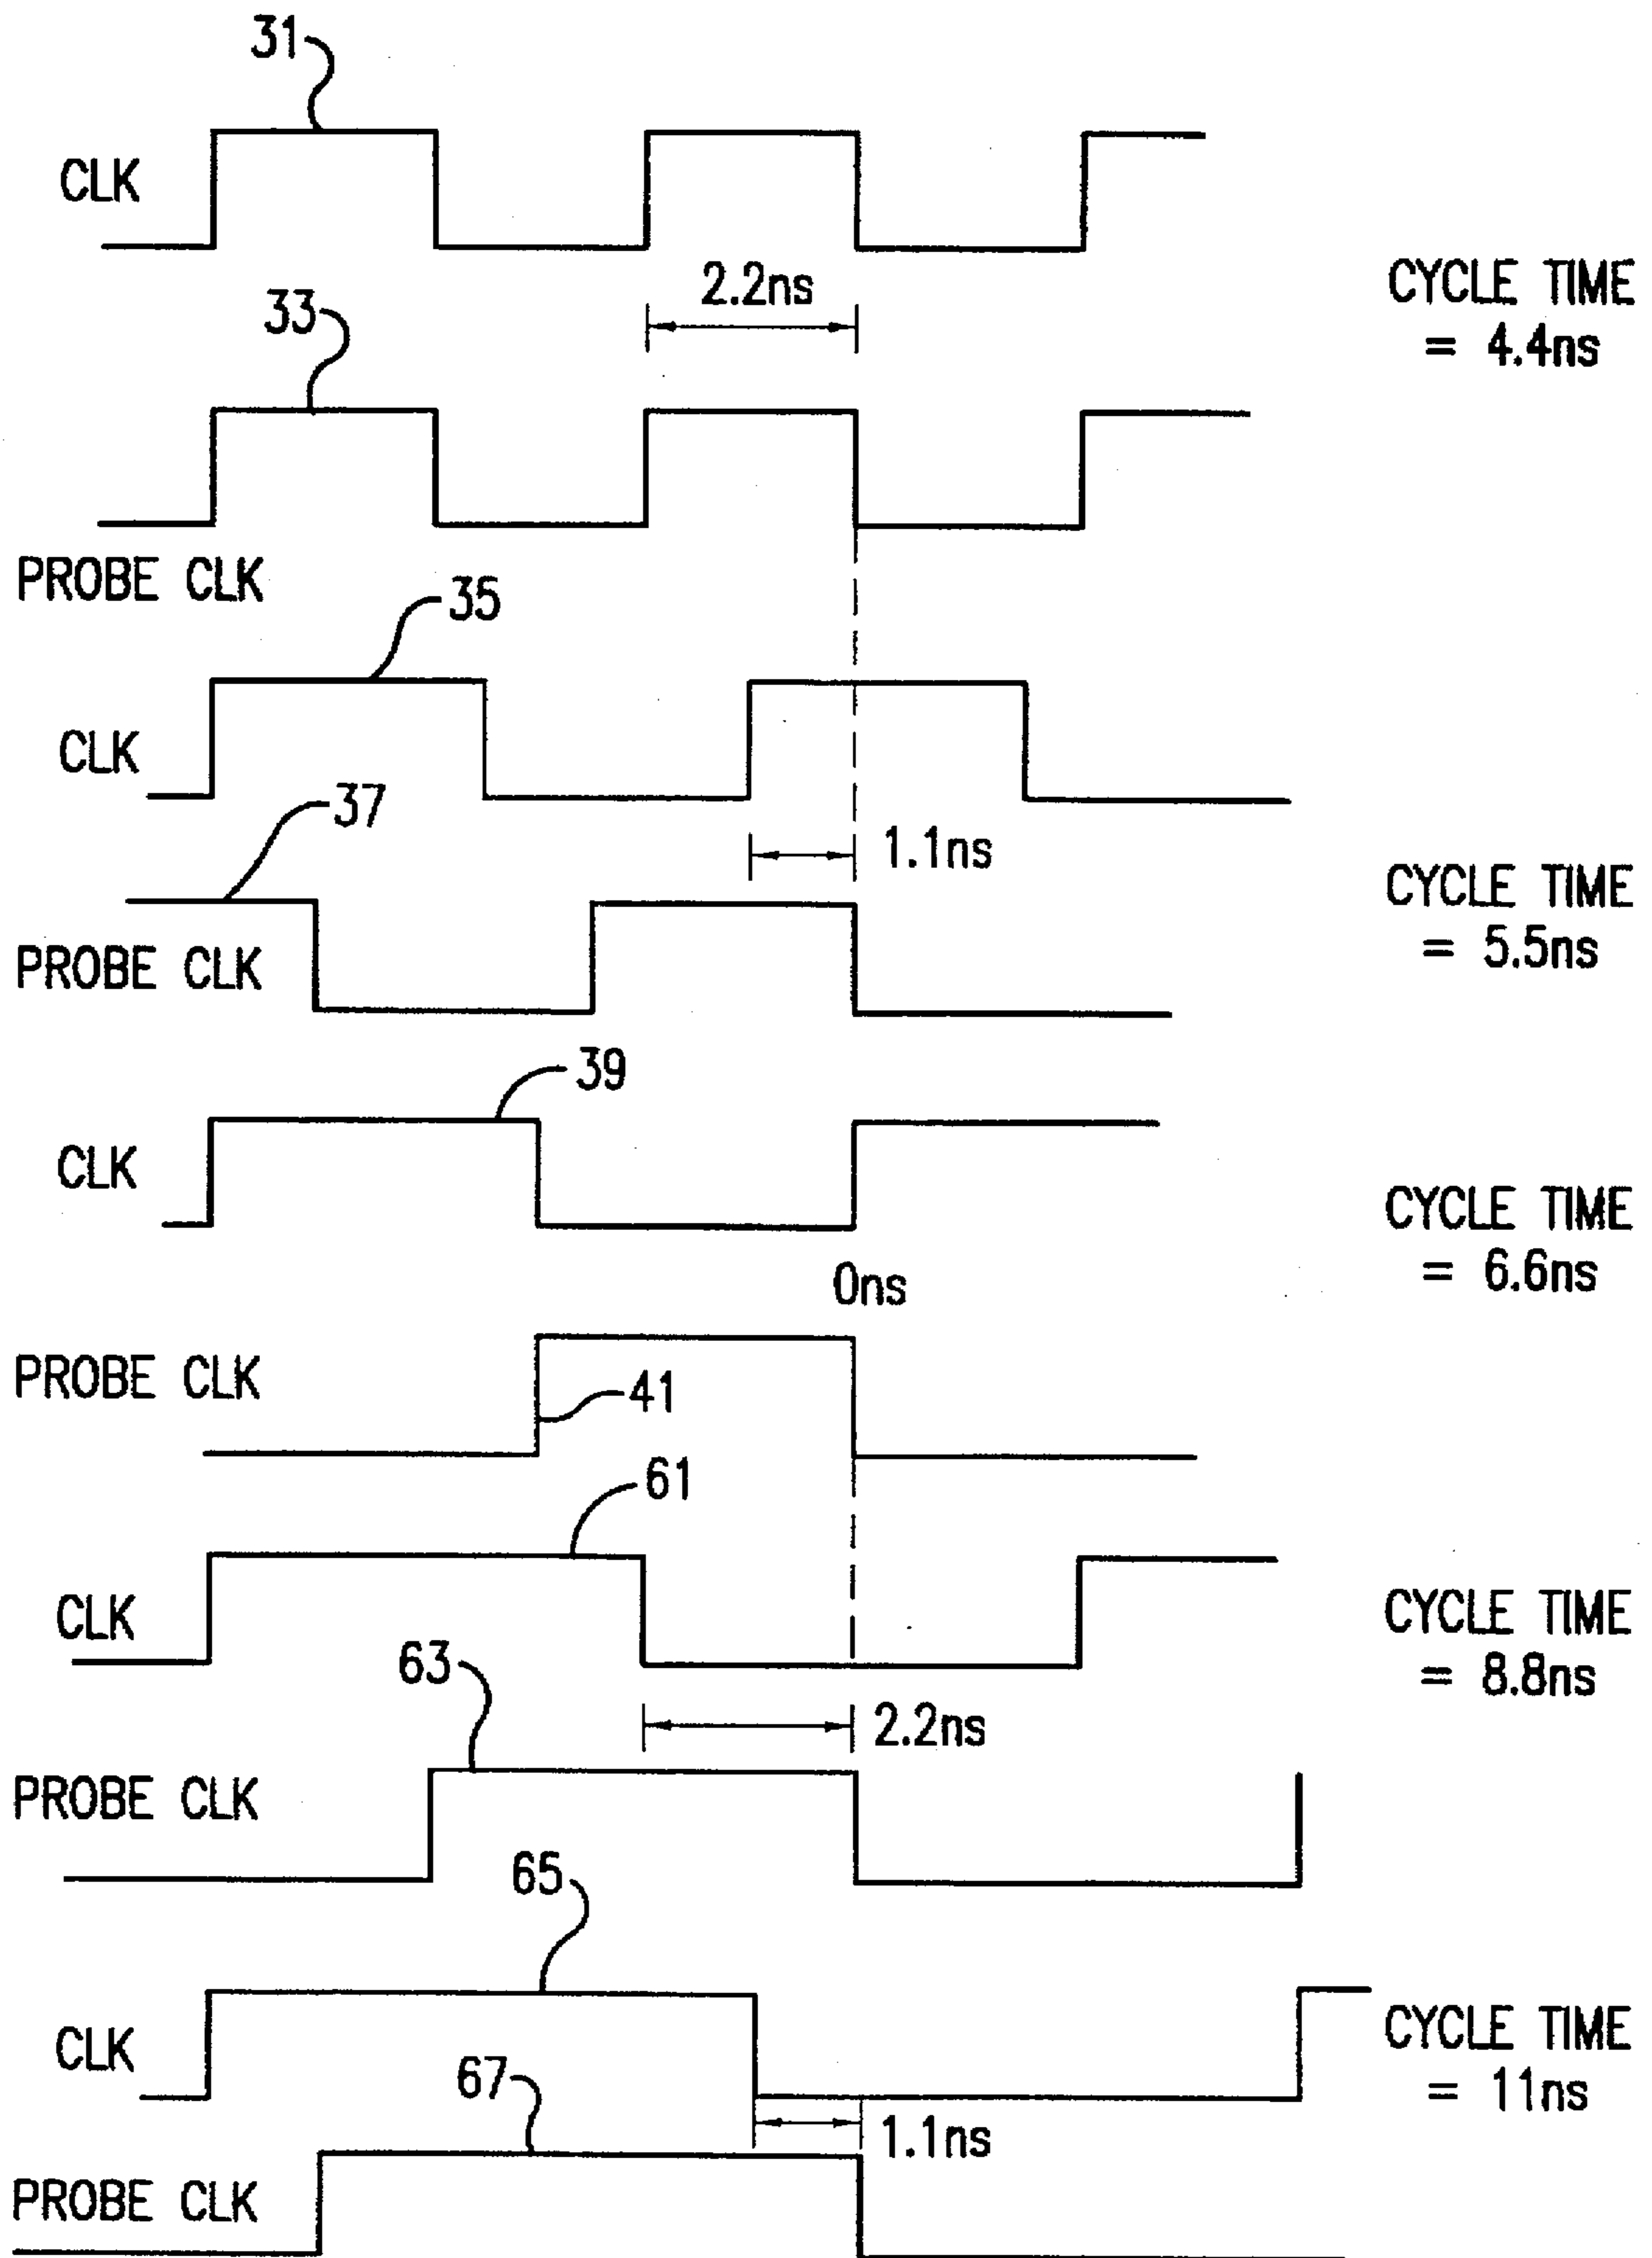 31
CLK
2.2ns
CYCLE TIME
= 4.4ns
33
PROBE CLK
35
CLK
37
1.1ns
CYCLE TIME
= 5.5ns
PROBE CLK
39
CLK
CYCLE TIME
= 6.6ns
0ns
PROBE CLK
41
61
CLK
CYCLE TIME
= 8.8ns
63
2.2ns
PROBE CLK
65
CLK
CYCLE TIME
= 11ns
67
1.1ns
PROBE CLK